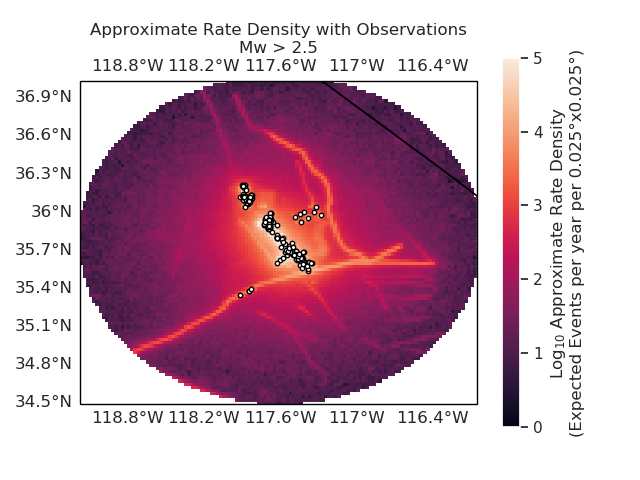 Approximate Rate Density with Observations
Mw > 2.5
118.8°W 118.2°W 117.6°W 117°W 116.4°W
36.9°N
36.6°N
36.3°N
36°N
35.7°N
35.4°N
35.1°N
34.8°N
34.5°N
118.8°W 118.2°W 117.6°W 117°W 116.4°W
5
4
3
2
1
0
Log₁₀ Approximate Rate Density
(Expected Events per year per 0.025°x0.025°)